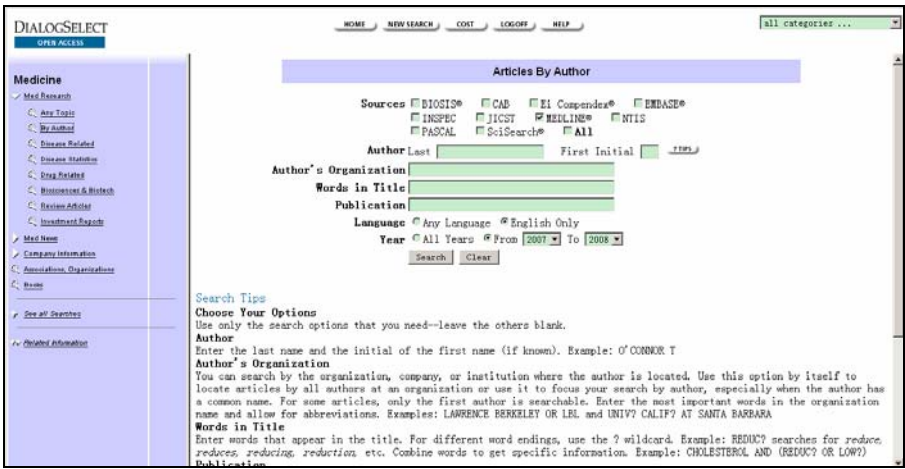 DIALOGSELECT
OPEN ACCESS
HOME NEW SEARCH COST LOGOFF HELP
all categories ...
Medicine
Med Research
Any Topic
By Author
Disease Related
Disease Statistics
Drug Related
Biosciences & Biotech
Review Articles
Investment Reports
Med News
Company Information
Associations, Organizations
Books
See all Searches
Related Information
Articles By Author
Sources BIOSIS® CAB Ei Compendex® EMBASE®
INSPEC JICST MEDLINE® NTIS
PASCAL SciSearch® All
Author Last First Initial ? TIPS
Author's Organization
Words in Title
Publication
Language Any Language English Only
Year All Years From 2007 To 2008
Search Clear
Search Tips
Choose Your Options
Use only the search options that you need--leave the others blank.
Author
Enter the last name and the initial of the first name (if known). Example: O'CONNOR T
Author's Organization
You can search by the organization, company, or institution where the author is located. Use this option by itself to
locate articles by all authors at an organization or use it to focus your search by author, especially when the author has
a common name. For some articles, only the first author is searchable. Enter the most important words in the organization
name and allow for abbreviations. Examples: LAWRENCE BERKELEY OR LBL and UNIV? CALIF? AT SANTA BARBARA
Words in Title
Enter words that appear in the title. For different word endings, use the ? wildcard. Example: REDUC? searches for reduce,
reduces, reducing, reduction, etc. Combine words to get specific information. Example: CHOLESTEROL AND (REDUC? OR LOW?)
Publication